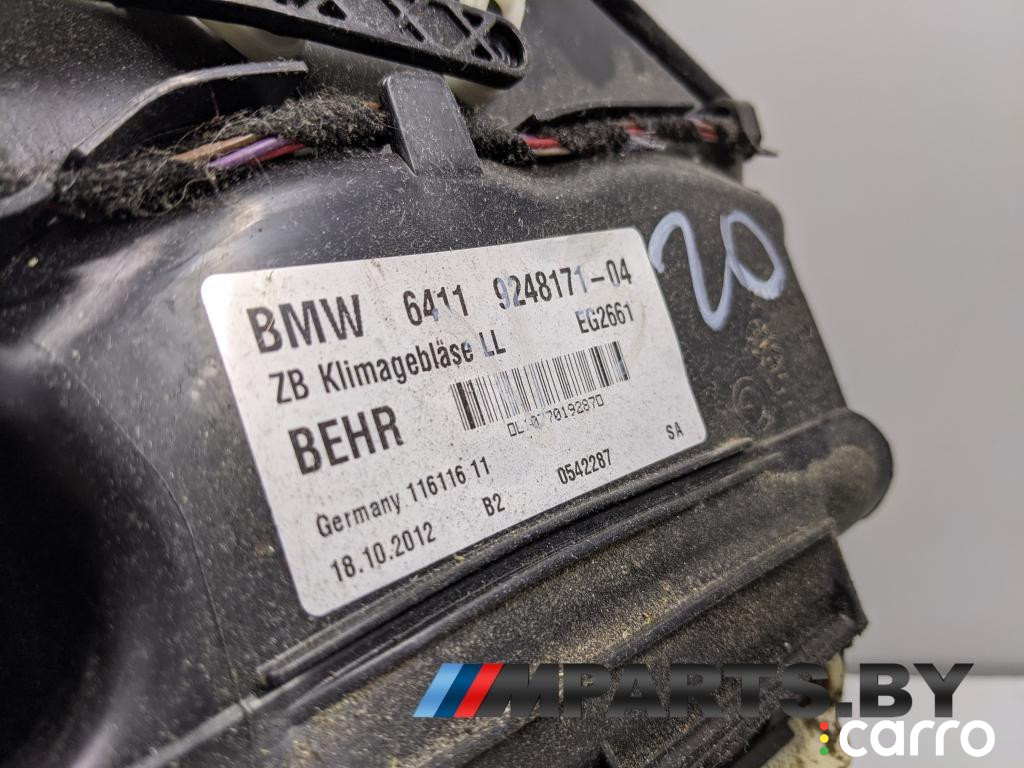 20
BMW 6411 9248171-04
ZB Klimagebläse LL EG2661
BEHR
Germany 116116 11
18.10.2012 B2 0542287 SA
MPARTS.BY
carro